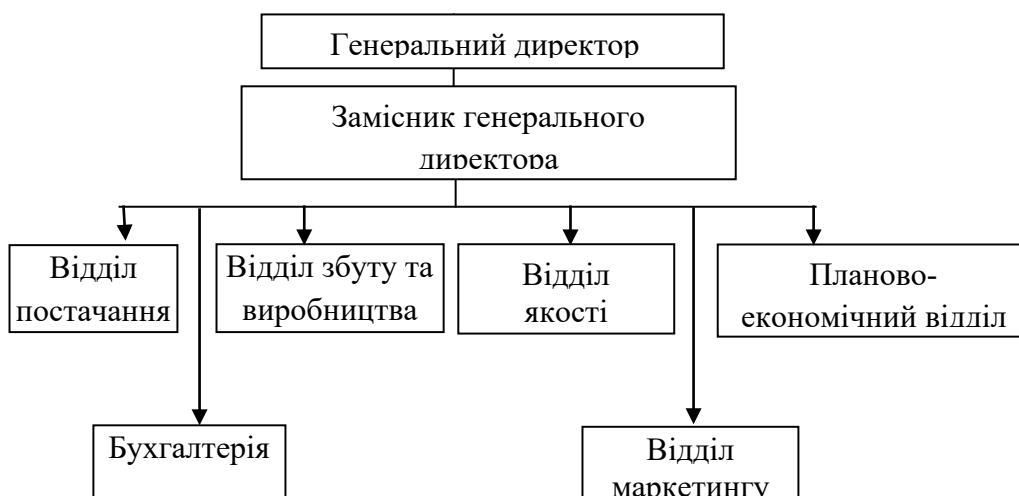 Генеральний директор
Замісник генерального
директора
Відділ
постачання
Відділ збуту та
виробництва
Відділ
якості
Планово-
економічний відділ
Бухгалтерія
Відділ
маркетингу